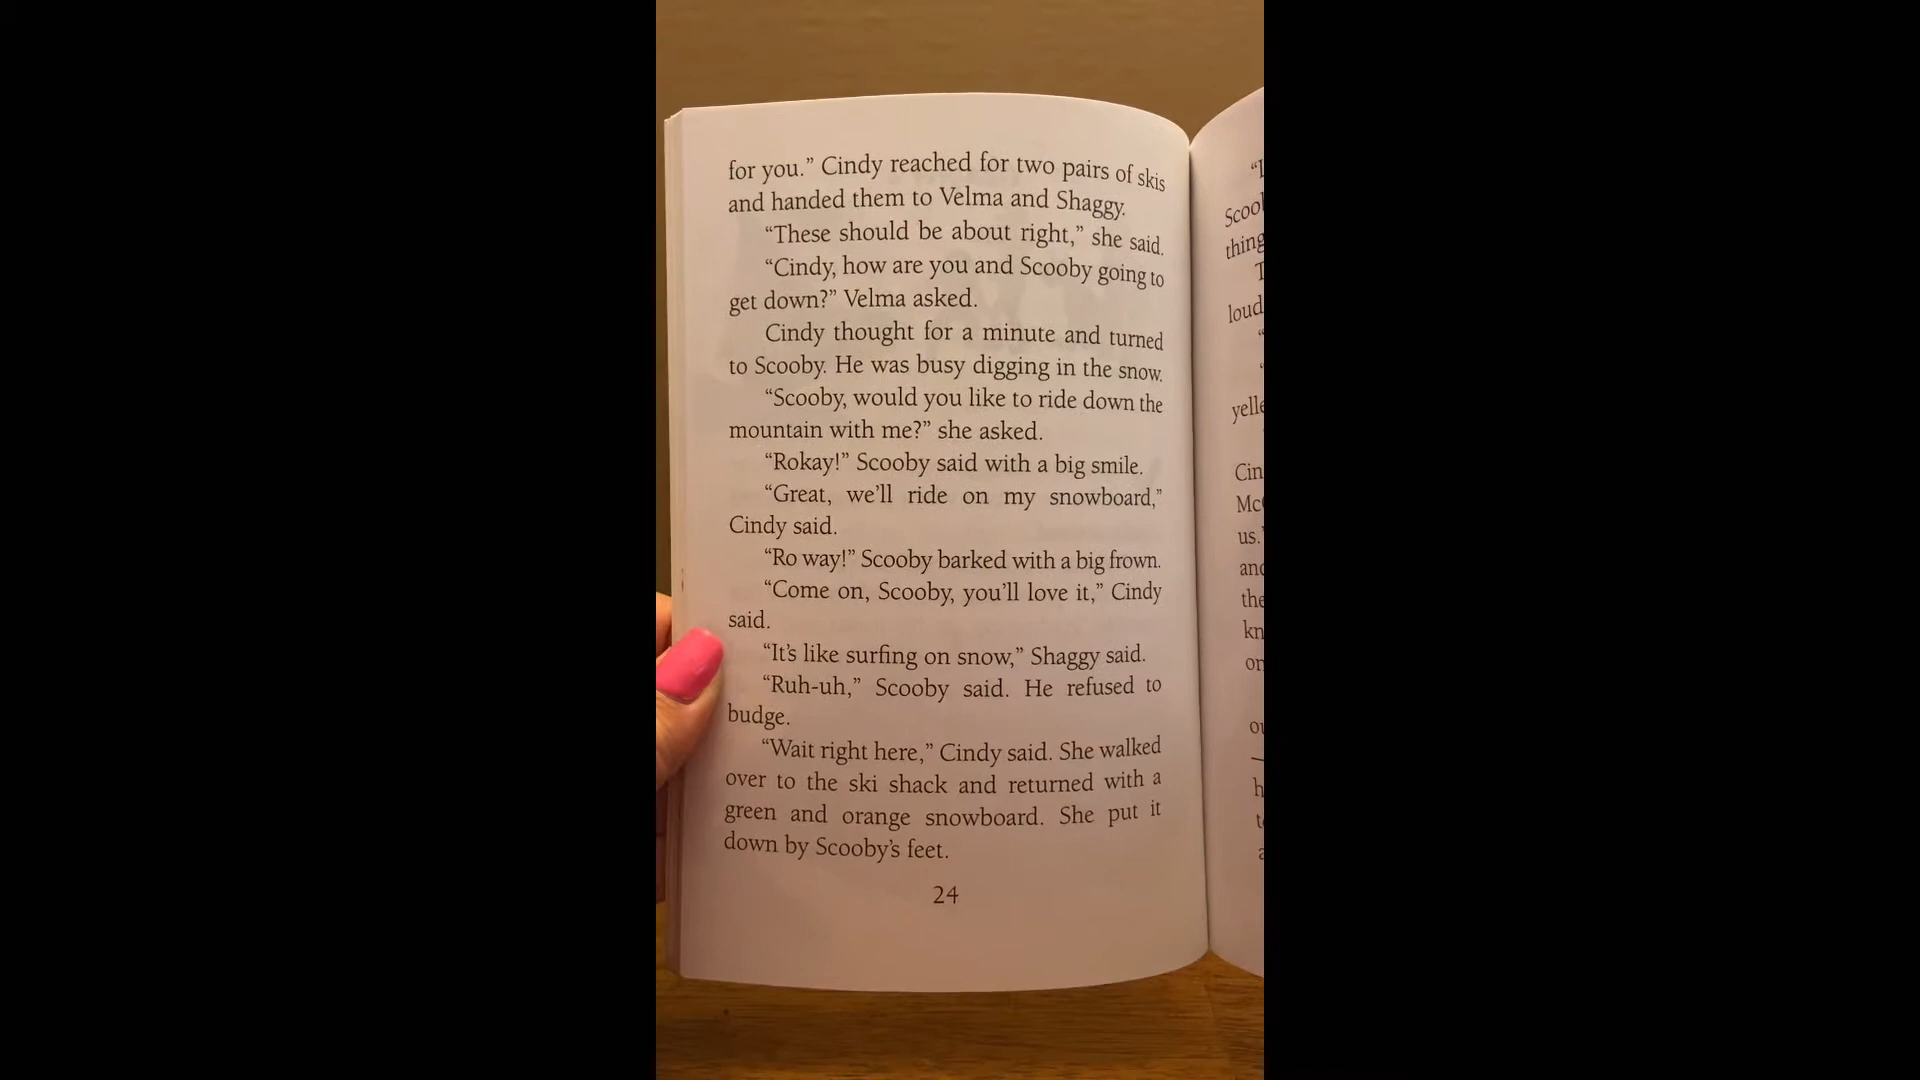 for you.” Cindy reached for two pairs of skis
and handed them to Velma and Shaggy.
“These should be about right,” she said.
“Cindy, how are you and Scooby going to
get down?” Velma asked.
Cindy thought for a minute and turned
to Scooby. He was busy digging in the snow.
“Scooby, would you like to ride down the
mountain with me?” she asked.
“Rokay!” Scooby said with a big smile.
“Great, we’ll ride on my snowboard,”
Cindy said.
“Ro way!” Scooby barked with a big frown.
“Come on, Scooby, you’ll love it,” Cindy
said.
“It’s like surfing on snow,” Shaggy said.
“Ruh-uh,” Scooby said. He refused to
budge.
“Wait right here,” Cindy said. She walked
over to the ski shack and returned with a
green and orange snowboard. She put it
down by Scooby’s feet.
24